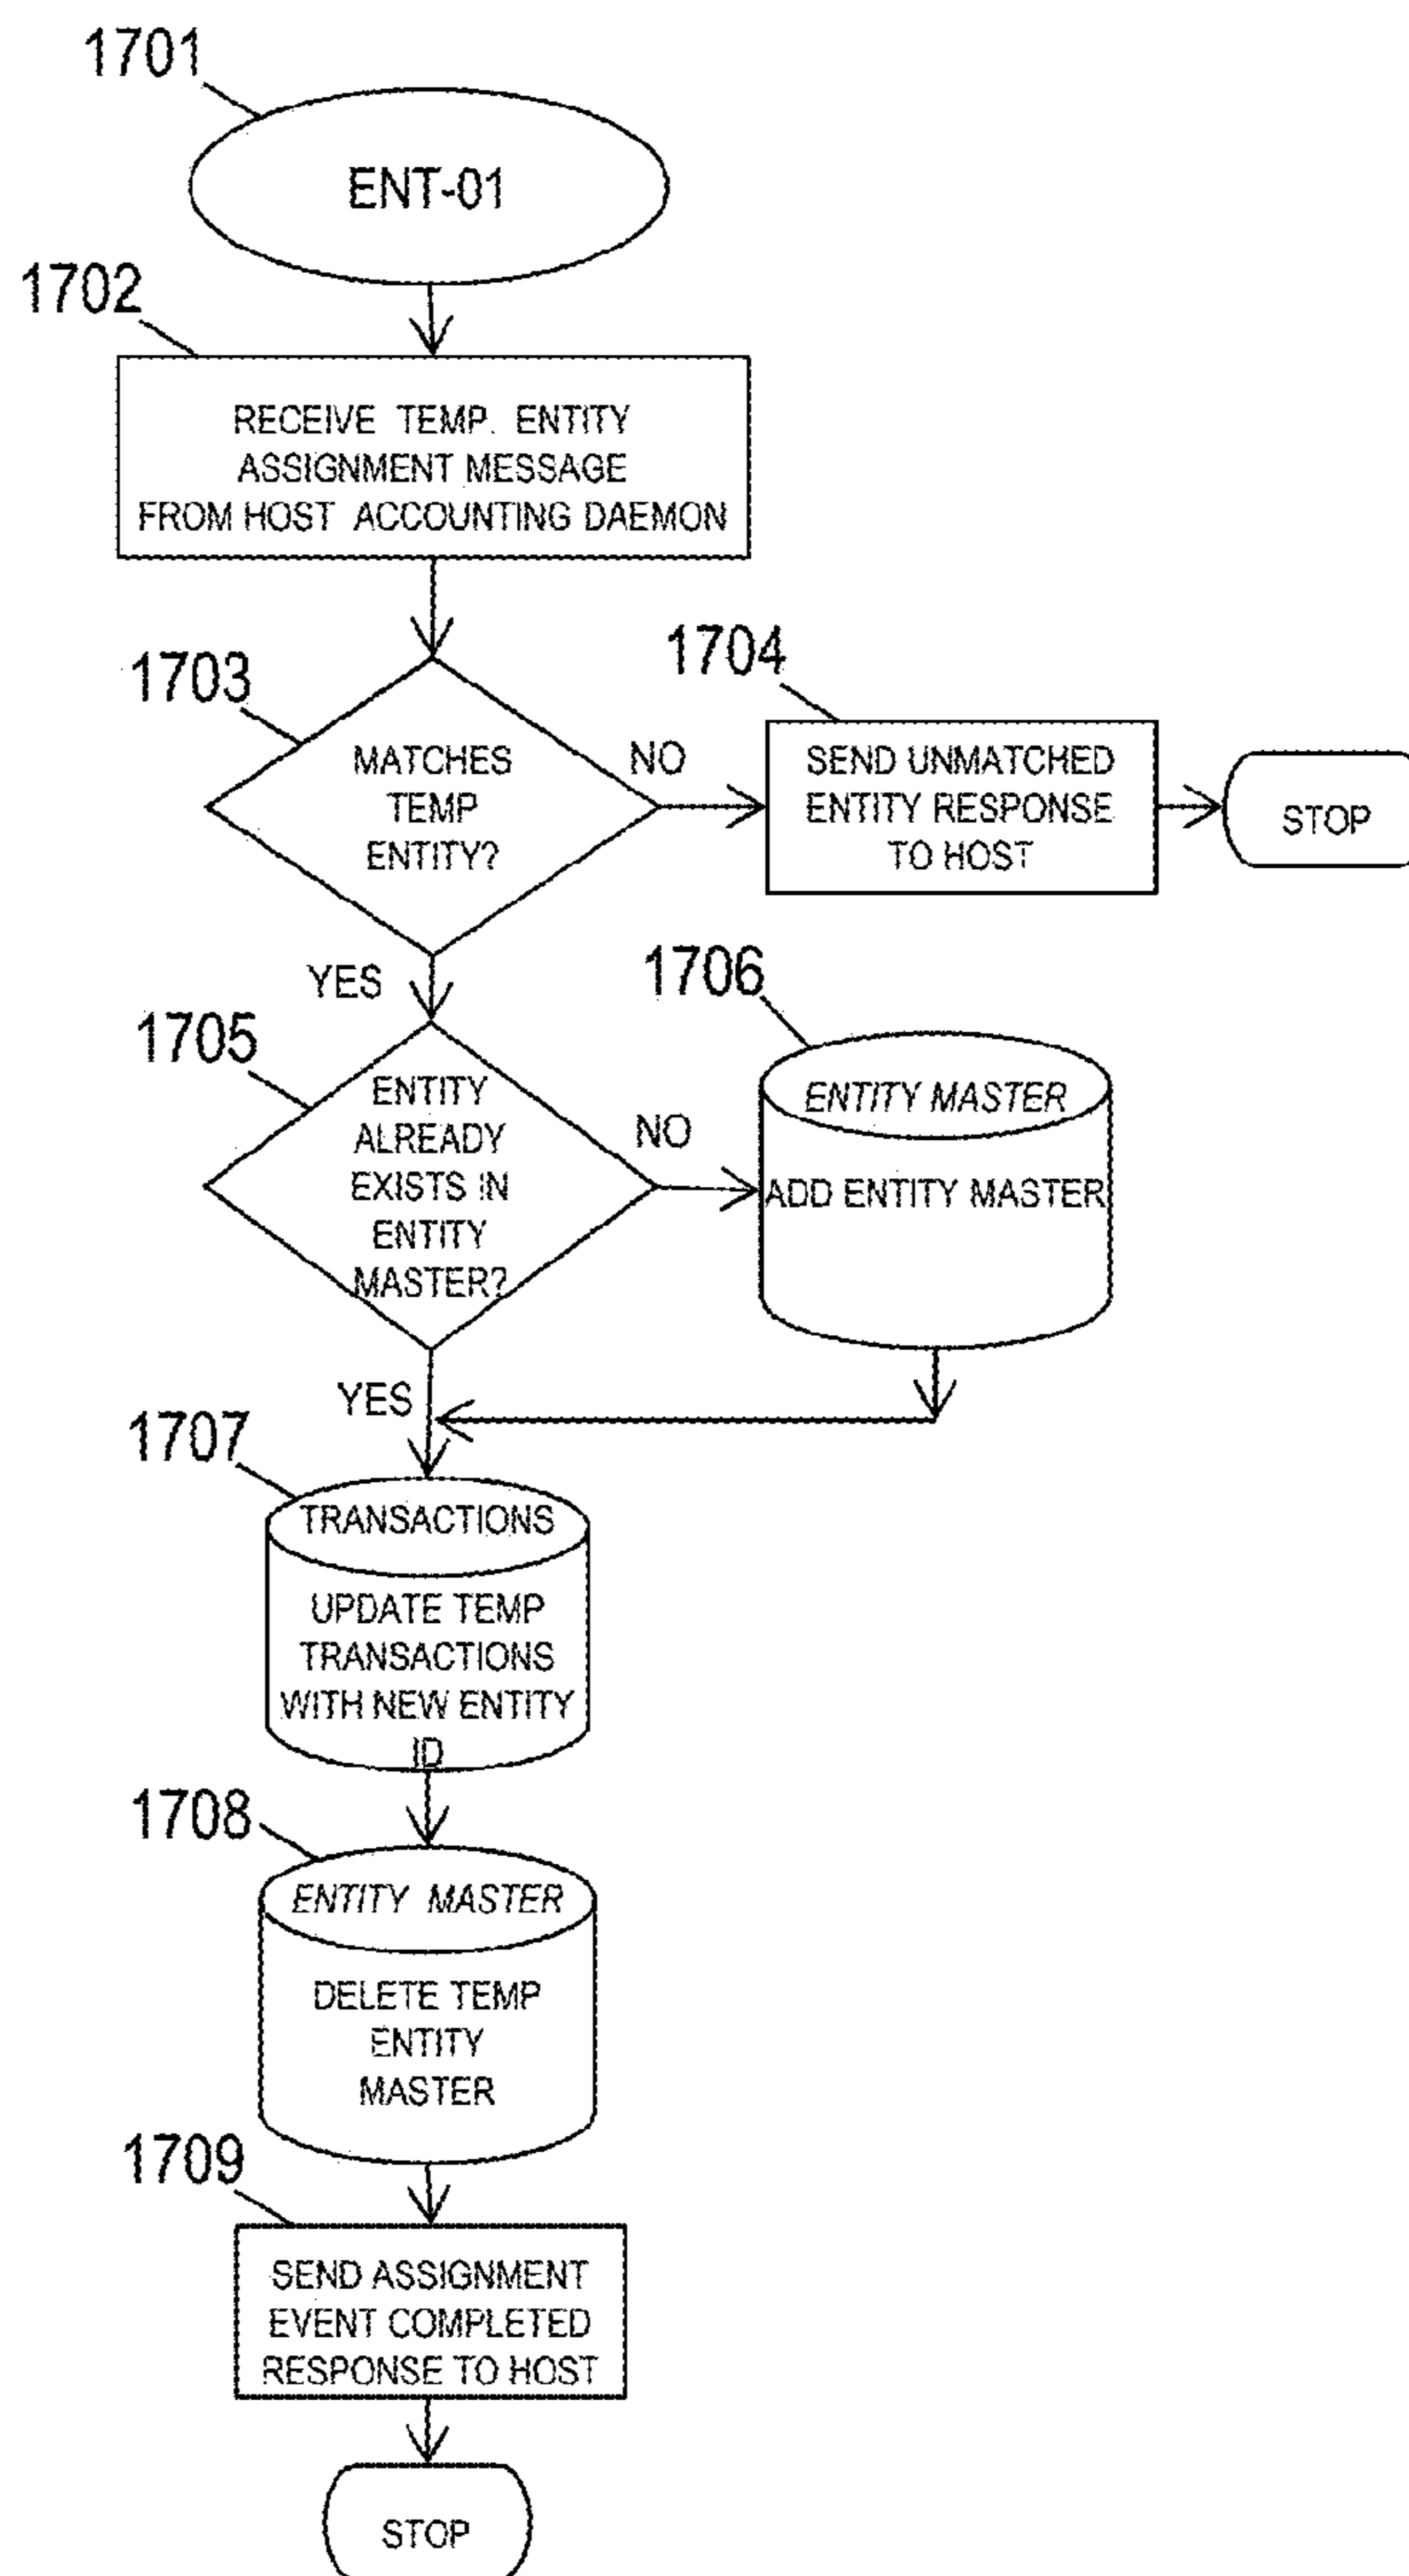 1701
ENT-01
1702
RECEIVE TEMP. ENTITY
ASSIGNMENT MESSAGE
FROM HOST ACCOUNTING DAEMON
1703
MATCHES
TEMP
ENTITY?
NO
1704
SEND UNMATCHED
ENTITY RESPONSE
TO HOST
STOP
YES
1705
ENTITY
ALREADY
EXISTS IN
ENTITY
MASTER?
NO
1706
ENTITY MASTER
ADD ENTITY MASTER
YES
1707
TRANSACTIONS
UPDATE TEMP
TRANSACTIONS
WITH NEW ENTITY
ID
1708
ENTITY MASTER
DELETE TEMP
ENTITY
MASTER
1709
SEND ASSIGNMENT
EVENT COMPLETED
RESPONSE TO HOST
STOP